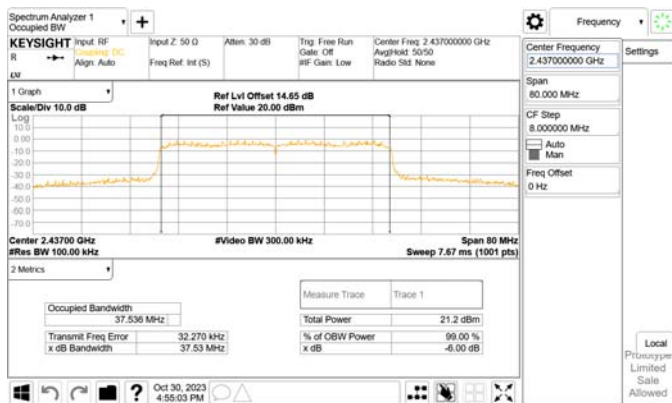 Spectrum Analyzer 1
Occupied BW
Frequency
KEYSIGHT
Input: RF
Coupling: DC
Align: Auto
Input Z: 50 Ω
Freq Ref: Int (S)
Atten: 30 dB
Trig: Free Run
Gate: Off
#IF Gain: Low
Center Freq: 2.437000000 GHz
Avg|Hold: 50/50
Radio Std: None
R
LXI
Center Frequency
2.437000000 GHz
Settings
Span
80.000 MHz
CF Step
8.000000 MHz
Auto
Man
Freq Offset
0 Hz
1 Graph
Scale/Div 10.0 dB
Ref Lvl Offset 14.65 dB
Ref Value 20.00 dBm
Log
10.0
0.00
-10.0
-20.0
-30.0
-40.0
-50.0
-60.0
-70.0
Center 2.43700 GHz
#Res BW 100.00 kHz
#Video BW 300.00 kHz
Span 80 MHz
Sweep 7.67 ms (1001 pts)
2 Metrics
Measure Trace
Trace 1
Occupied Bandwidth
37.536 MHz
Total Power
21.2 dBm
Transmit Freq Error
32.270 kHz
% of OBW Power
99.00 %
x dB Bandwidth
37.53 MHz
x dB
-6.00 dB
Local
Prototype
Limited
Sale
Allowed
Oct 30, 2023
4:55:03 PM